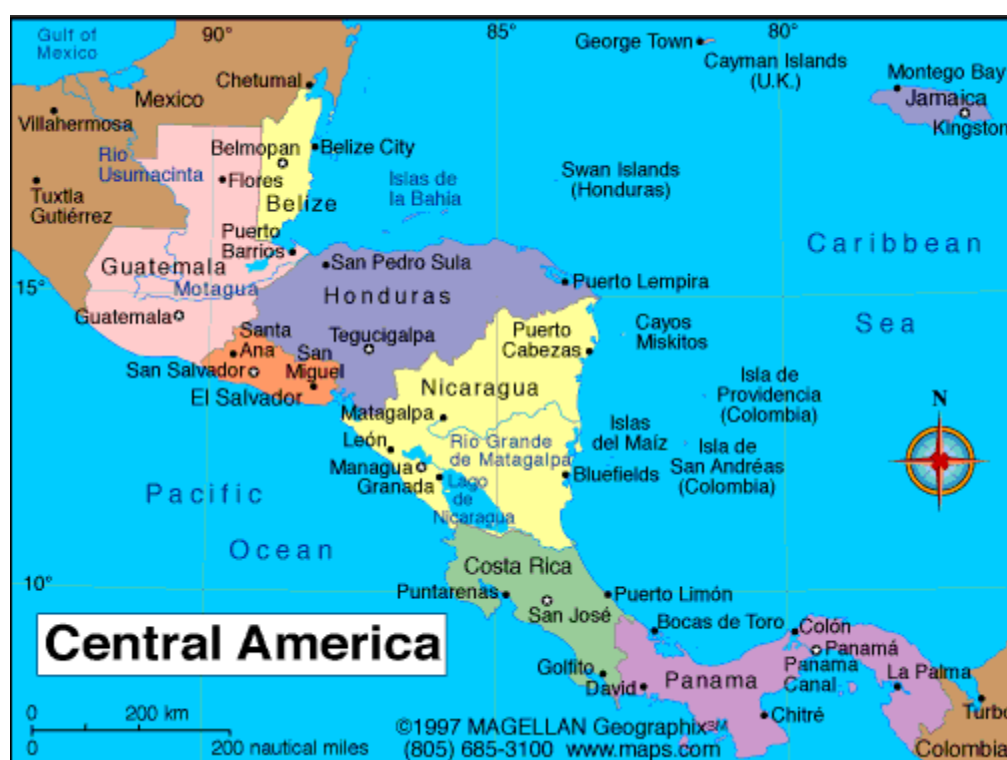 Gulf of
Mexico
90°
85°
80°
George Town
Cayman Islands
(U.K.)
Montego Bay
Jamaica
Kingston
Chetumal
Mexico
Villahermosa
Belmopan
Belize City
Rio
Usumacinta
Flores
Tuxtla
Gutiérrez
Belize
Islas de
la Bahia
Swan Islands
(Honduras)
Puerto
Barrios
Caribbean
Sea
Guatemala
Motagua
San Pedro Sula
Honduras
Puerto Lempira
15°
Guatemala
Santa
Ana
Tegucigalpa
San
Miguel
San Salvador
El Salvador
Puerto
Cabezas
Cayos
Miskitos
Nicaragua
Isla de
Providencia
(Colombia)
N
Matagalpa
León
Rio Grande
de Matagalpa
Islas
del Maíz
Isla de
San Andréas
(Colombia)
Managua
Granada
Bluefields
Lago
de
Nicaragua
Pacific
Ocean
10°
Costa Rica
Puntarenas
San José
Puerto Limón
Bocas de Toro
Colón
Panamá
Panama
Canal
La Palma
Golfito
David
Panama
Chitré
Turbo
Colombia
Central America
0 200 km
0 200 nautical miles
©1997 MAGELLAN Geographix℠
(805) 685-3100 www.maps.com